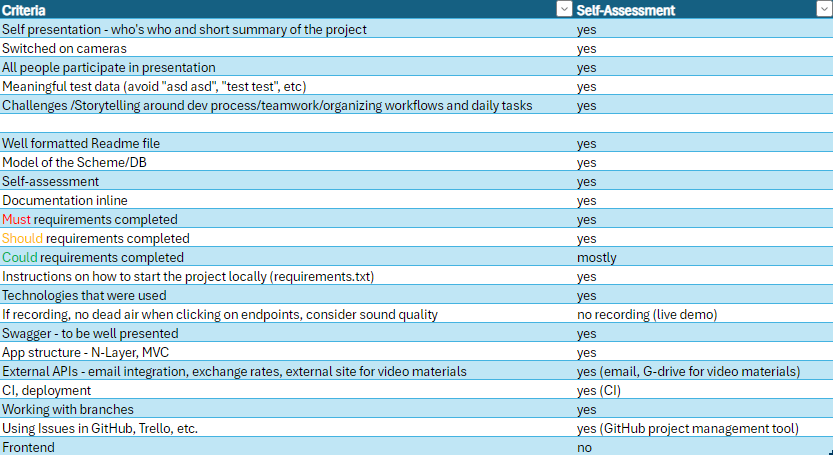 Criteria Self-Assessment
Self presentation - who's who and short summary of the project yes
Switched on cameras yes
All people participate in presentation yes
Meaningful test data (avoid "asd asd", "test test", etc) yes
Challenges /Storytelling around dev process/teamwork/organizing workflows and daily tasks yes
Well formatted Readme file yes
Model of the Scheme/DB yes
Self-assessment yes
Documentation inline yes
Must requirements completed yes
Should requirements completed yes
Could requirements completed mostly
Instructions on how to start the project locally (requirements.txt) yes
Technologies that were used yes
If recording, no dead air when clicking on endpoints, consider sound quality no recording (live demo)
Swagger - to be well presented yes
App structure - N-Layer, MVC yes
External APIs - email integration, exchange rates, external site for video materials yes (email, G-drive for video materials)
CI, deployment yes (CI)
Working with branches yes
Using Issues in GitHub, Trello, etc. yes (GitHub project management tool)
Frontend no